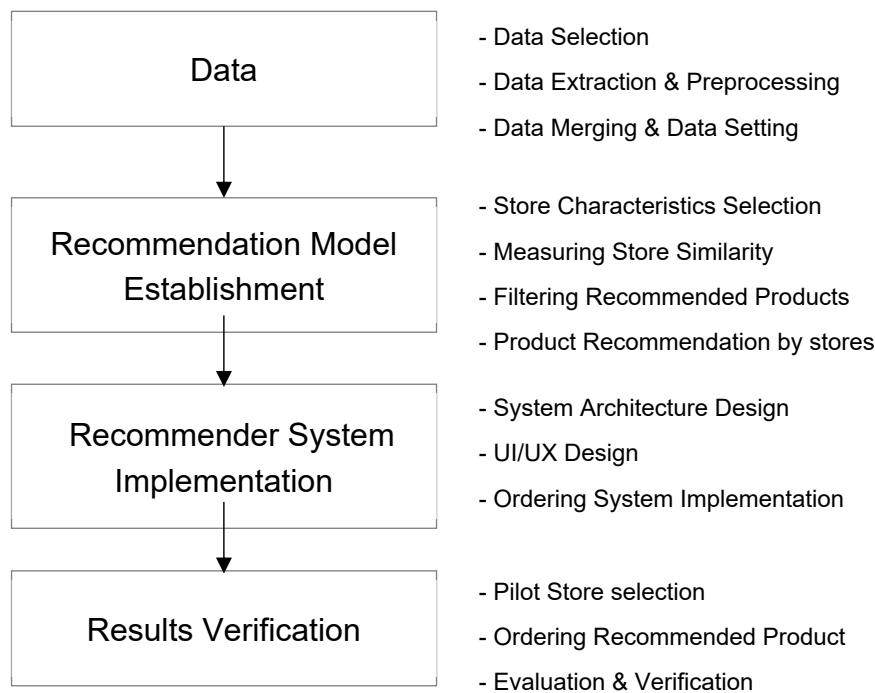 Data
- Data Selection
- Data Extraction & Preprocessing
- Data Merging & Data Setting
Recommendation Model
Establishment
- Store Characteristics Selection
- Measuring Store Similarity
- Filtering Recommended Products
- Product Recommendation by stores
Recommender System
Implementation
- System Architecture Design
- UI/UX Design
- Ordering System Implementation
Results Verification
- Pilot Store selection
- Ordering Recommended Product
- Evaluation & Verification